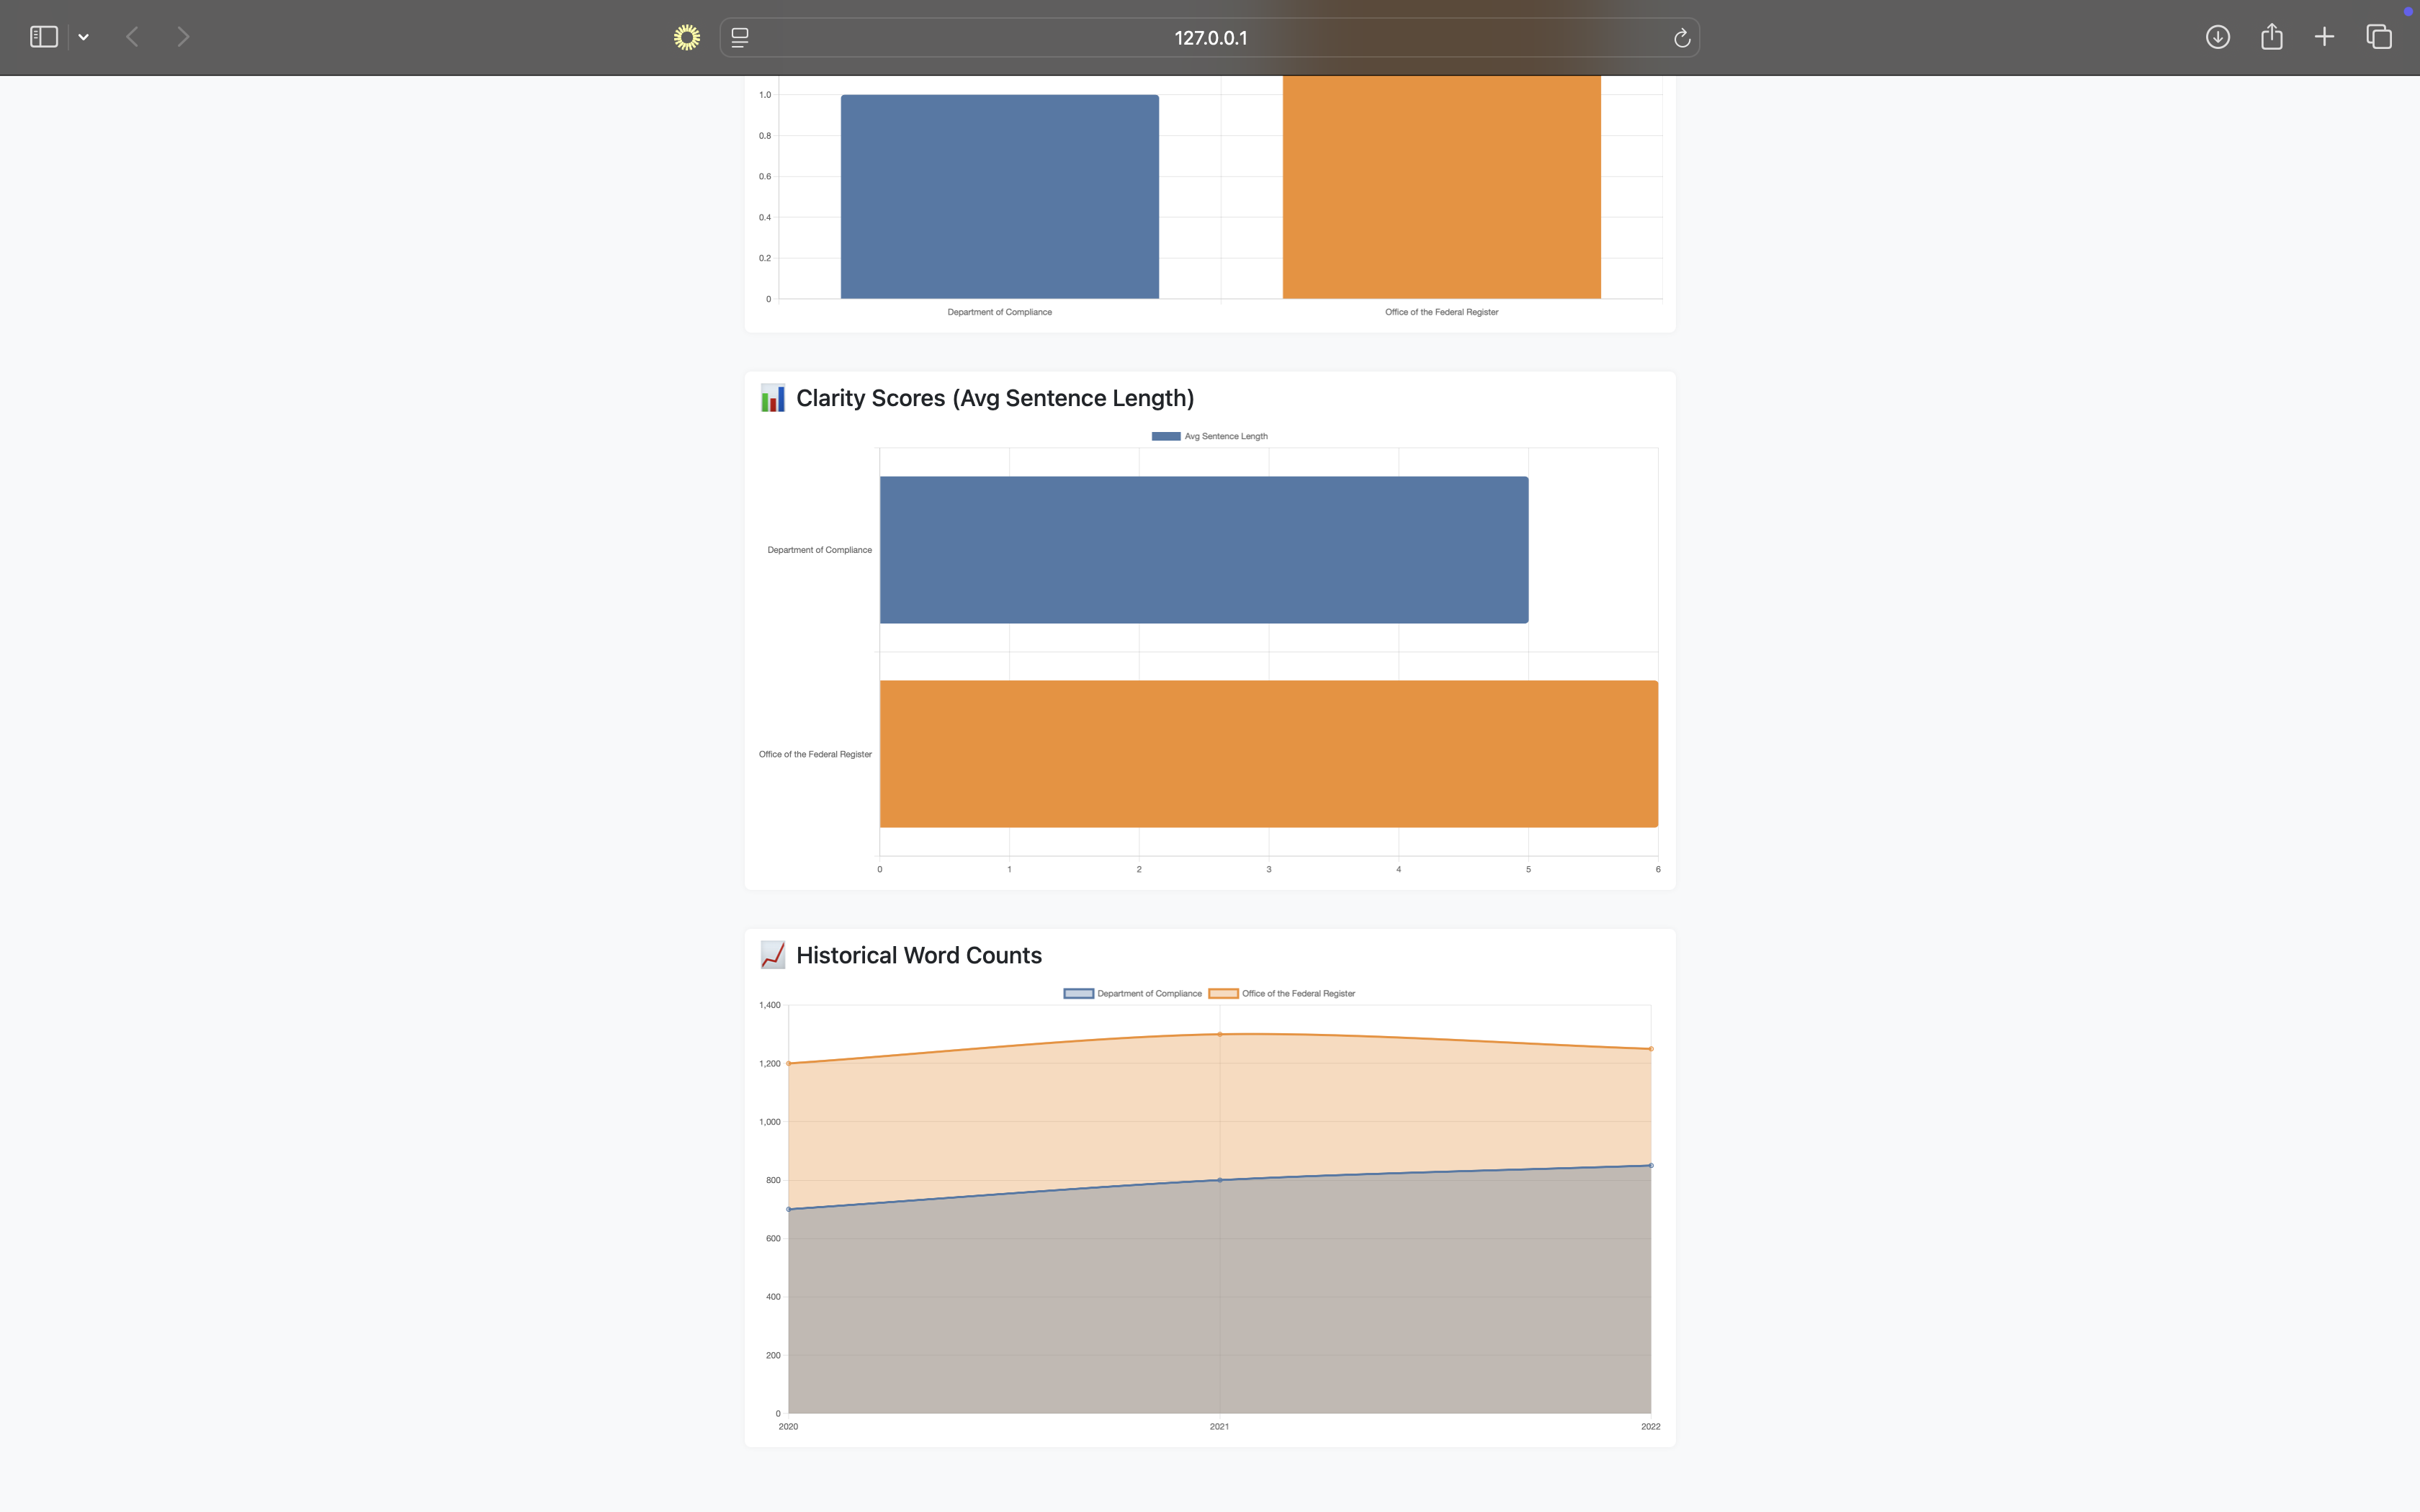 127.0.0.1
1.0
0.8
0.6
0.4
0.2
0
Department of Compliance Office of the Federal Register
Clarity Scores (Avg Sentence Length)
Avg Sentence Length
Department of Compliance
Office of the Federal Register
0 1 2 3 4 5 6
Historical Word Counts
Department of Compliance Office of the Federal Register
1,400
1,200
1,000
800
600
400
200
0
2020 2021 2022